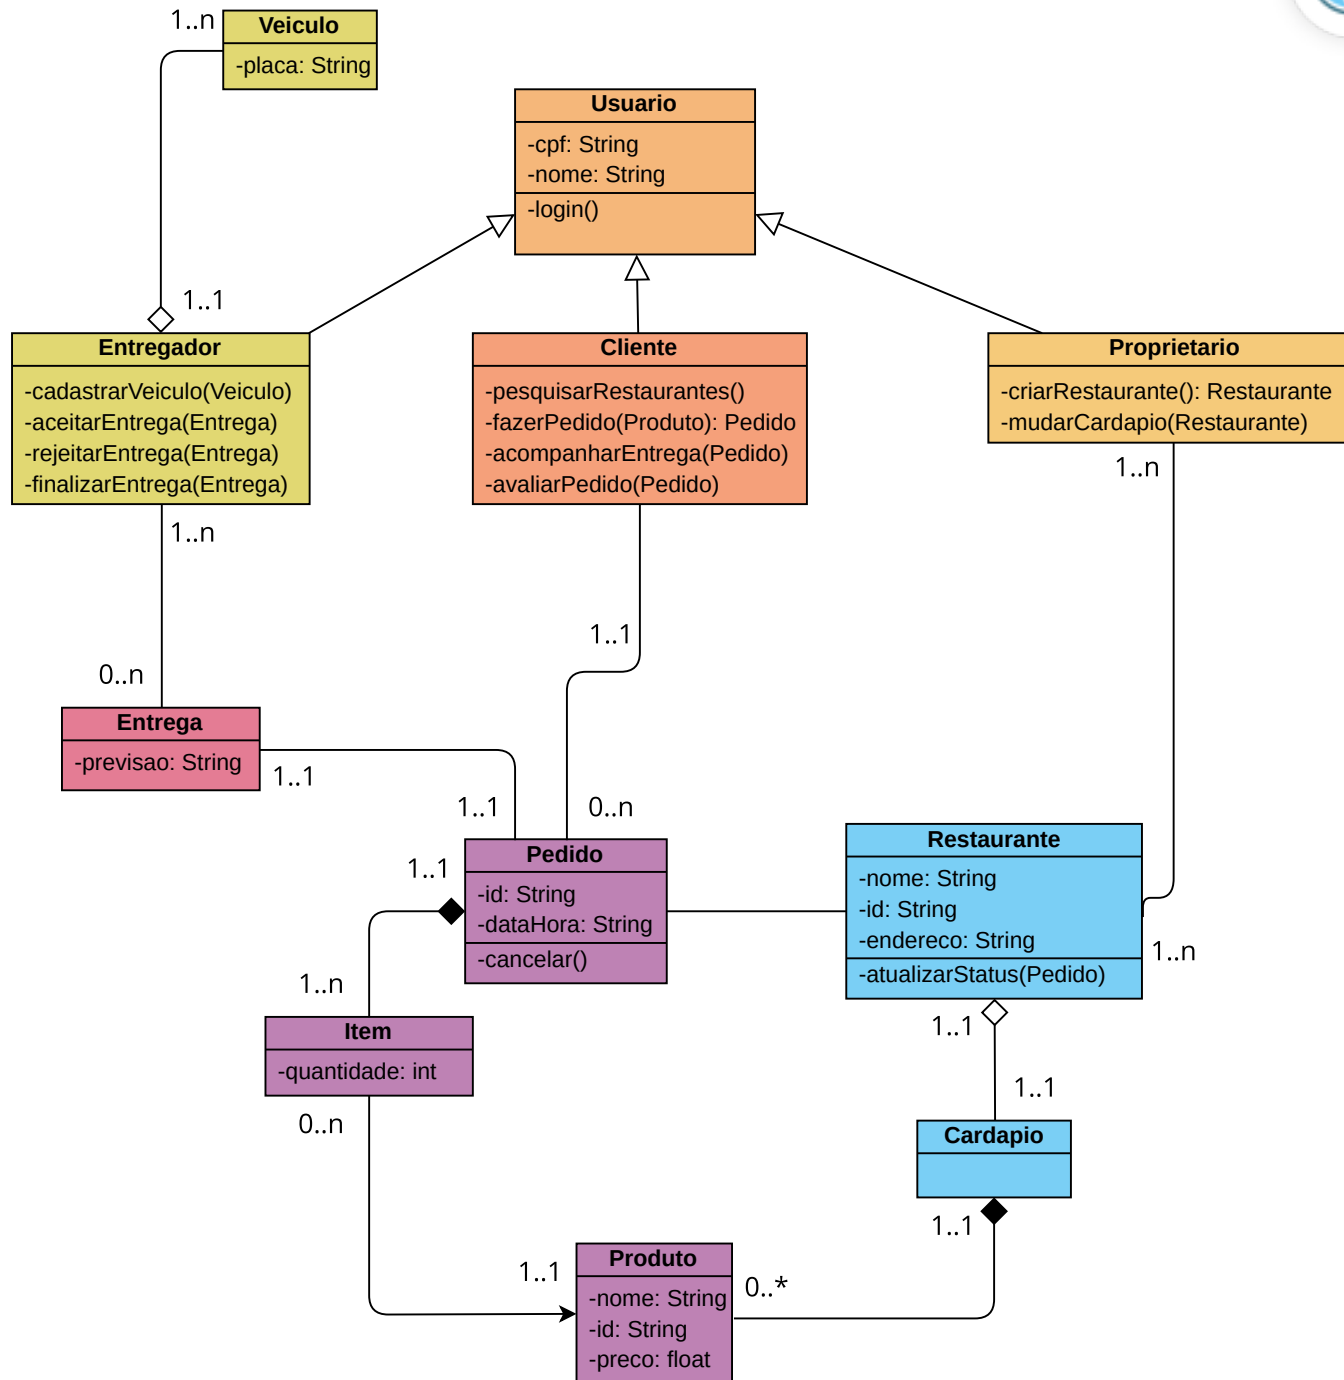 1..n
Veiculo
-placa: String
Usuario
-cpf: String
-nome: String
-login()
1..1
Entregador
-cadastrarVeiculo(Veiculo)
-aceitarEntrega(Entrega)
-rejeitarEntrega(Entrega)
-finalizarEntrega(Entrega)
Cliente
-pesquisarRestaurantes()
-fazerPedido(Produto): Pedido
-acompanharEntrega(Pedido)
-avaliarPedido(Pedido)
Proprietario
-criarRestaurante(): Restaurante
-mudarCardapio(Restaurante)
1..n
1..n
1..1
0..n
Entrega
-previsao: String
1..1
1..1
0..n
Pedido
-id: String
-dataHora: String
-cancelar()
1..1
Restaurante
-nome: String
-id: String
-endereco: String
-atualizarStatus(Pedido)
1..n
1..n
Item
-quantidade: int
0..n
1..1
1..1
Cardapio
1..1
1..1
Produto
-nome: String
-id: String
-preco: float
0..*